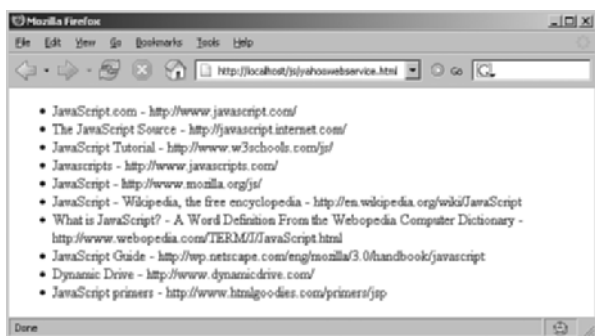 Mozilla Firefox
File Edit View Go Bookmarks Tools Help
http://localhost/js/yahoowebservice.html Go G
• JavaScript.com - http://www.javascript.com/
• The JavaScript Source - http://javascript.internet.com/
• JavaScript Tutorial - http://www.w3schools.com/js/
• Javascripts - http://www.javascripts.com/
• JavaScript - http://www.mozilla.org/js/
• JavaScript - Wikipedia, the free encyclopedia - http://en.wikipedia.org/wiki/JavaScript
• What is JavaScript? - A Word Definition From the Webopedia Computer Dictionary -
http://www.webopedia.com/TERM/J/JavaScript.html
• JavaScript Guide - http://wp.netscape.com/eng/mozilla/3.0/handbook/javascript
• Dynamic Drive - http://www.dynamicdrive.com/
• JavaScript primers - http://www.htmlgoodies.com/primers/jsp
Done